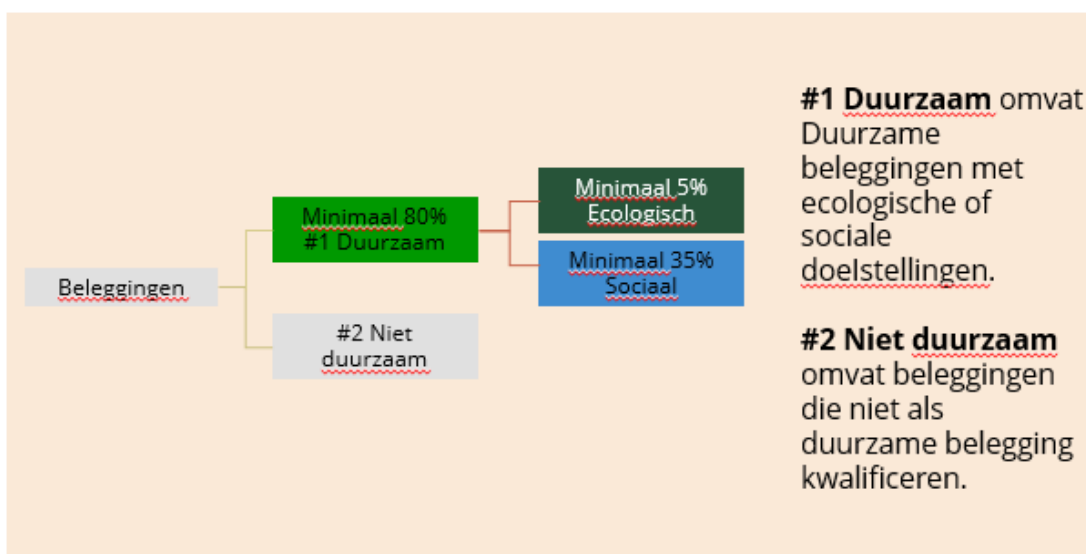 Beleggingen
Minimaal 80%
#1 Duurzaam
#2 Niet
duurzaam
Minimaal 5%
Ecologisch
Minimaal 35%
Sociaal
#1 Duurzaam omvat
Duurzame
beleggingen met
ecologische of
sociale
doelstellingen.
#2 Niet duurzaam
omvat beleggingen
die niet als
duurzame belegging
kwalificeren.